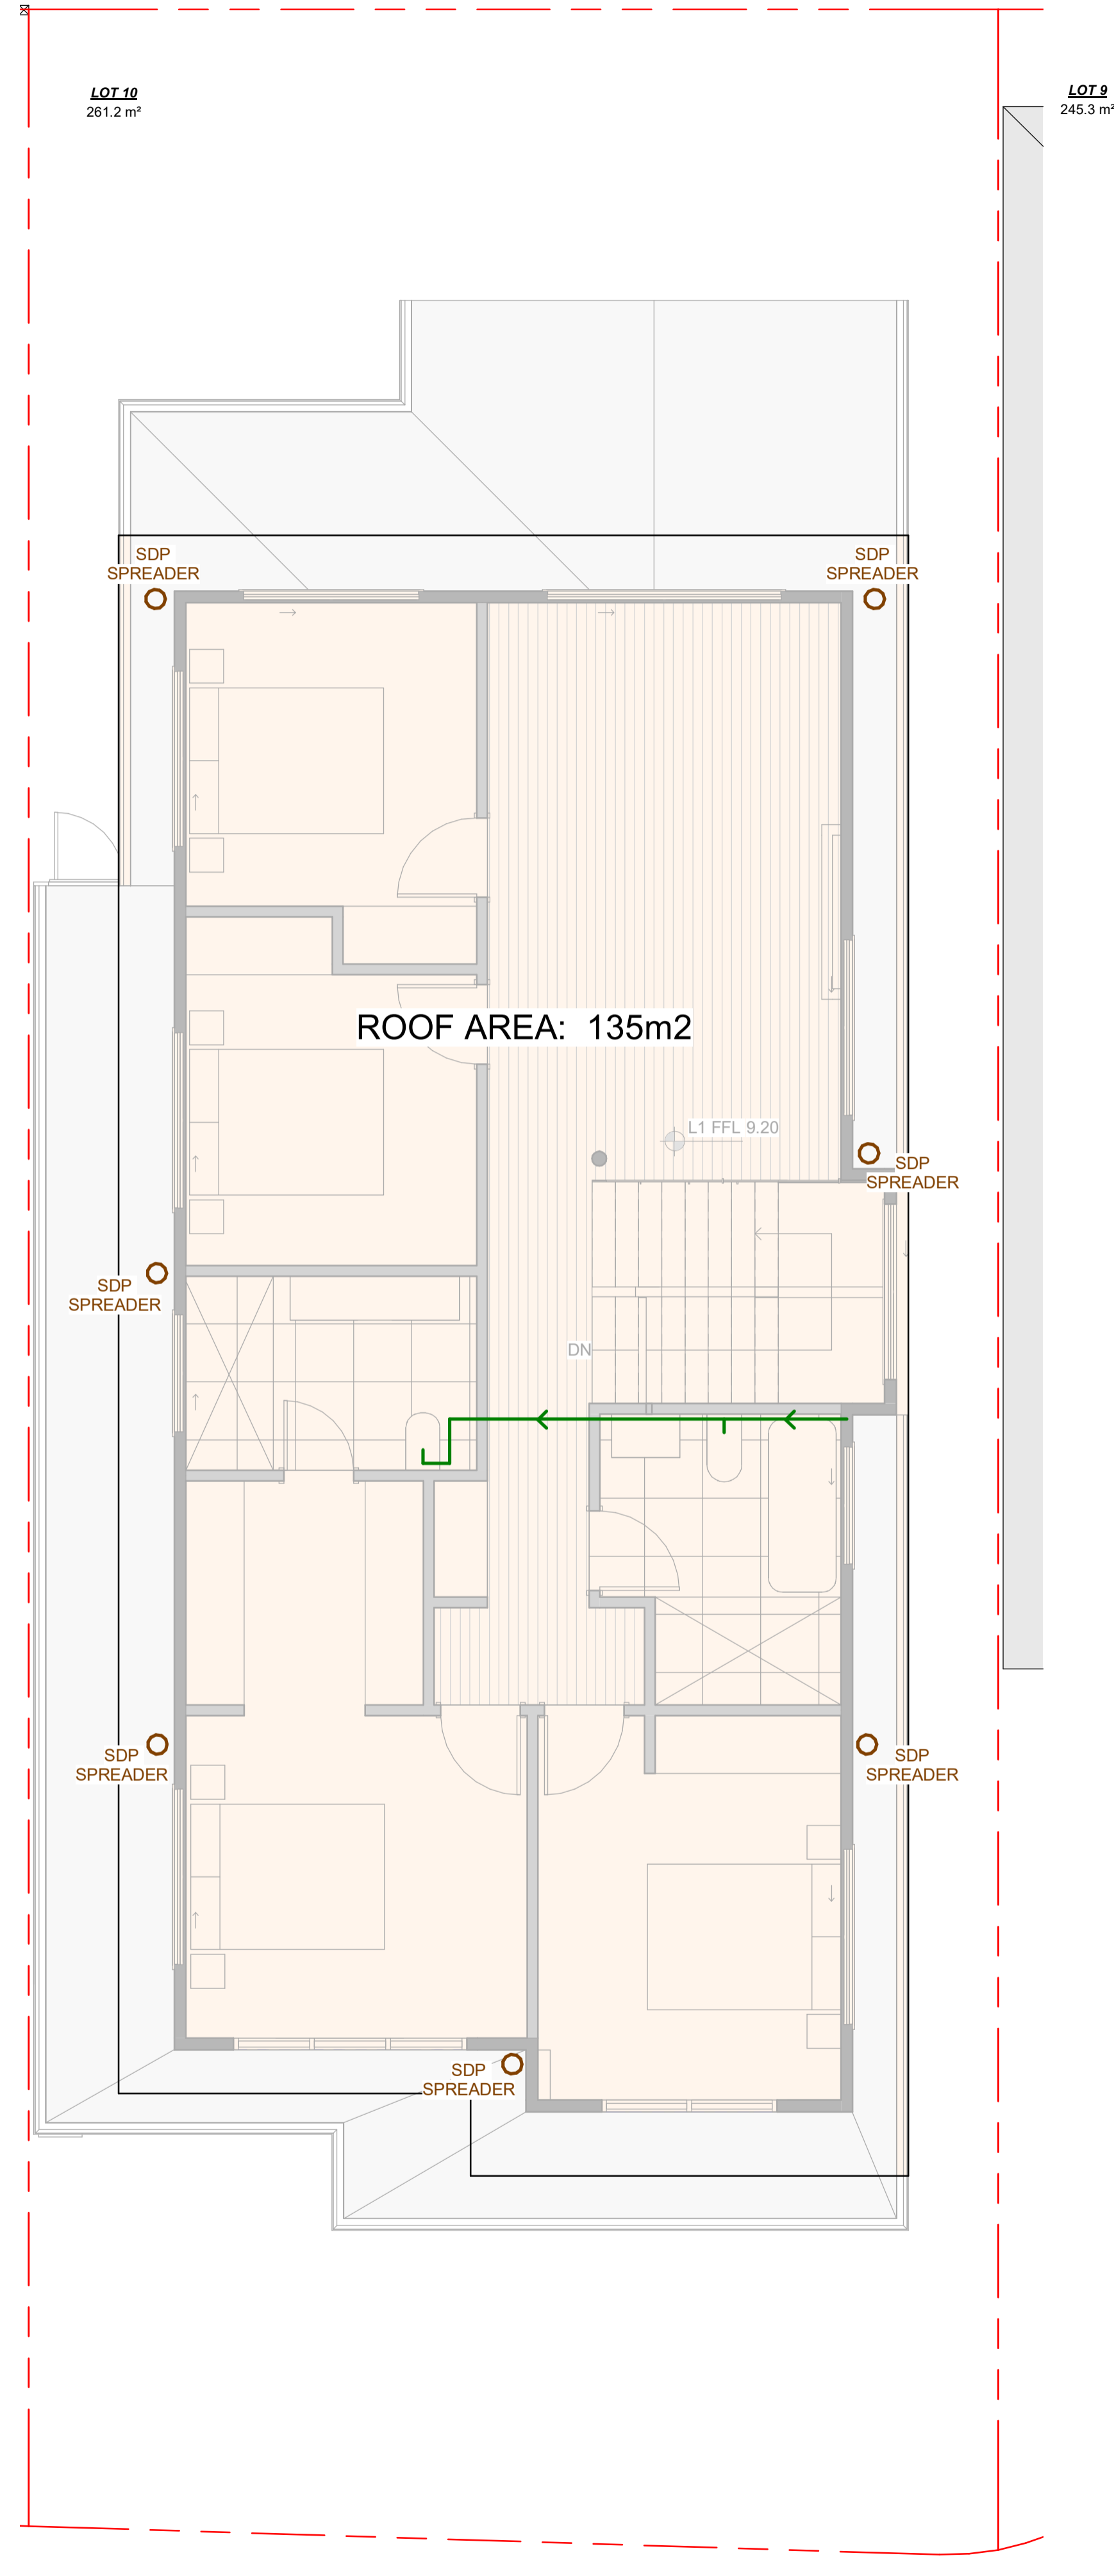 LOT 10
261.2 m²
LOT 9
245.3 m²
SDP
SPREADER
SDP
SPREADER
ROOF AREA: 135m2
L1 FFL 9.20
SDP
SPREADER
SDP
SPREADER
DN
SDP
SPREADER
SDP
SPREADER
SDP
SPREADER